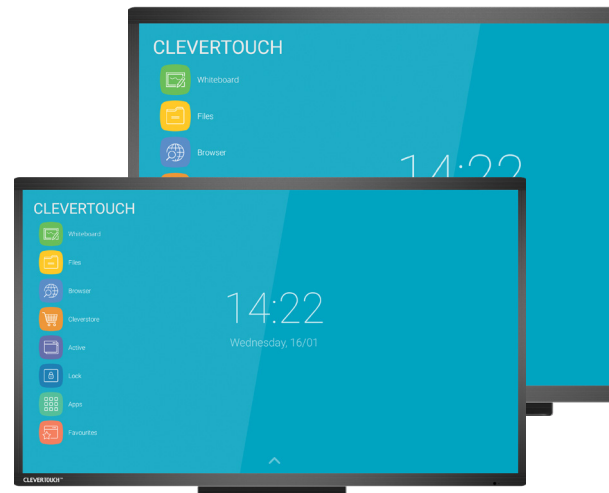 CLEVERTOUCH
Whiteboard
Files
Browser
14:22
CLEVERTOUCH
Whiteboard
Files
Browser
Cleverstore
Active
Lock
Apps
Favourites
14:22
Wednesday, 16/01
CLEVERTOUCH™